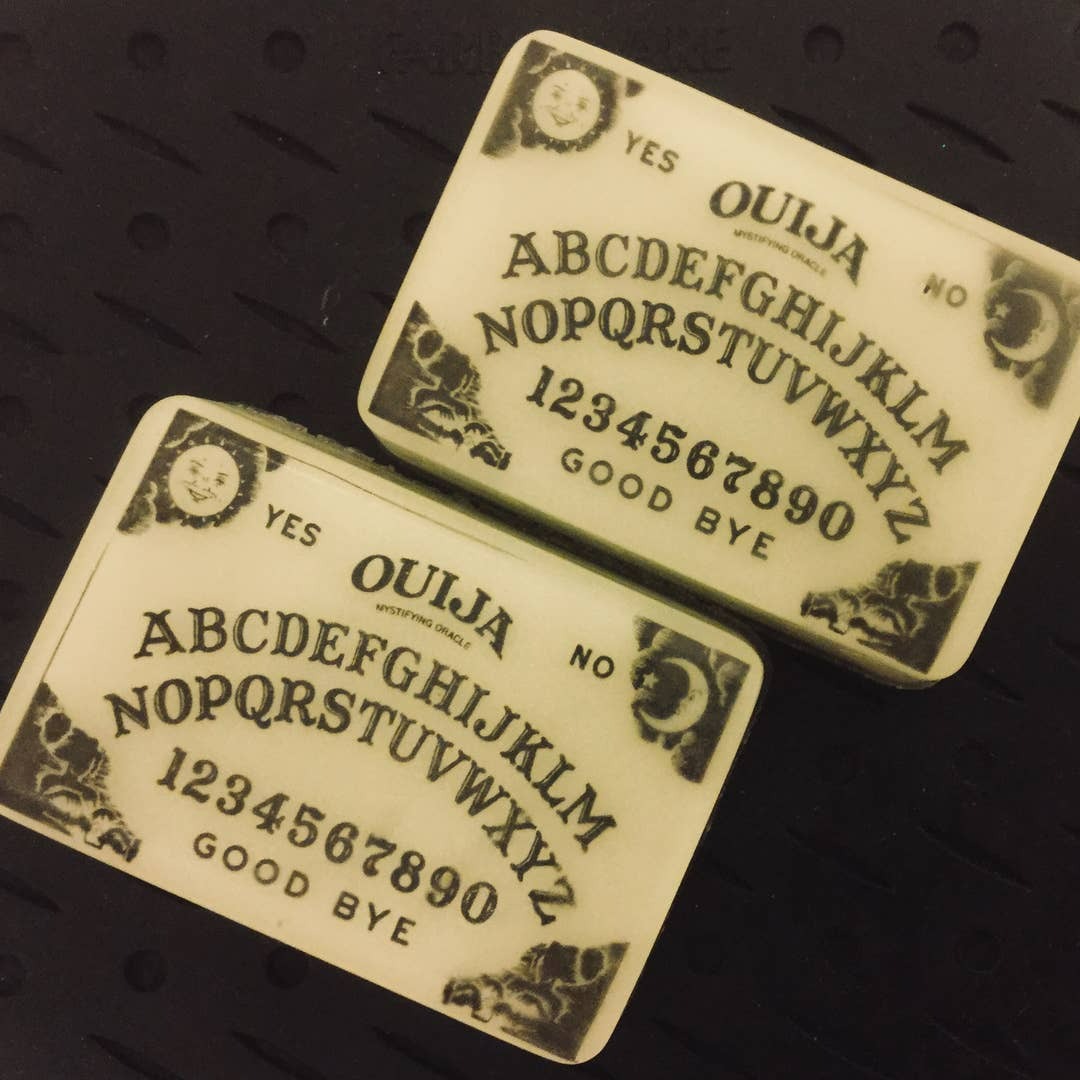 YES
OUIJA
NO
MYSTIFYING ORACLE
ABCDEFGHIJKLM
NOPQRSTUVWXYZ
1234567890
GOOD BYE
YES
OUIJA
NO
MYSTIFYING ORACLE
ABCDEFGHIJKLM
NOPQRSTUVWXYZ
1234567890
GOOD BYE